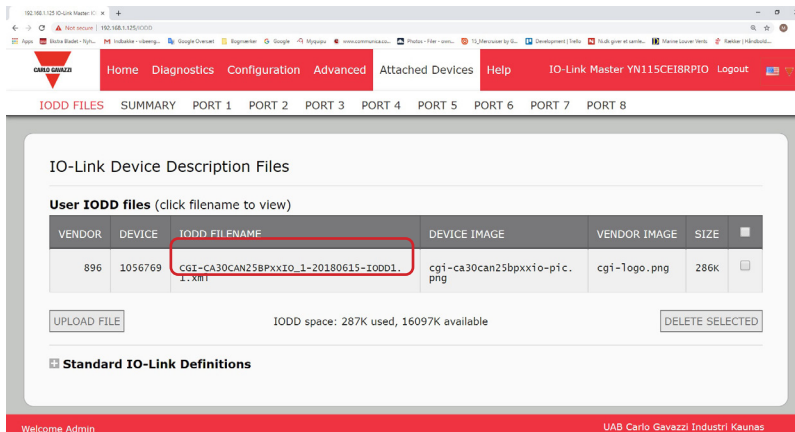 192.168.1.125 IO-Link Master: IO
Not secure | 192.168.1.125/IODD
Apps
Google Oversæt
Bogmærker
Google
Myqupu
Development | Trello
CARLO GAVAZZI
Home Diagnostics Configuration Advanced Attached Devices Help IO-Link Master YN115CEI8RPIO Logout
IODD FILES SUMMARY PORT 1 PORT 2 PORT 3 PORT 4 PORT 5 PORT 6 PORT 7 PORT 8
IO-Link Device Description Files
User IODD files (click filename to view)
VENDOR DEVICE IODD FILENAME DEVICE IMAGE VENDOR IMAGE SIZE
896 1056769 CGI-CA30CAN25BPxxIO_1-20180615-IODD1. cgi-ca30can25bpxxio-pic. cgi-logo.png 286K
1.xml png
UPLOAD FILE IODD space: 287K used, 16097K available DELETE SELECTED
Standard IO-Link Definitions
Welcome Admin UAB Carlo Gavazzi Industri Kaunas